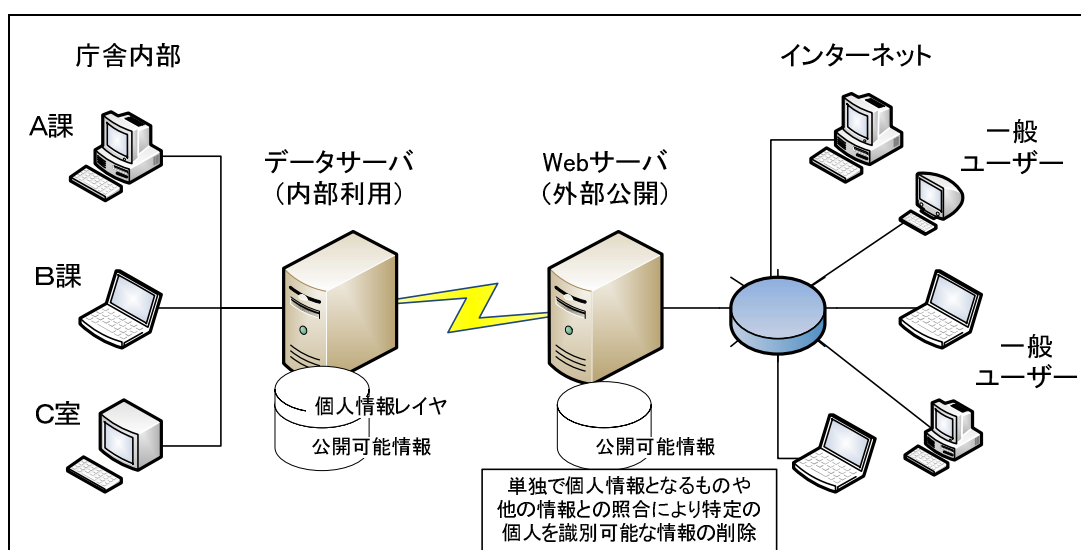 庁舎内部
インターネット
A課
B課
C室
データサーバ
(内部利用)
Webサーバ
(外部公開)
一般
ユーザー
一般
ユーザー
個人情報レイヤ
公開可能情報
公開可能情報
単独で個人情報となるものや
他の情報との照合により特定の
個人を識別可能な情報の削除